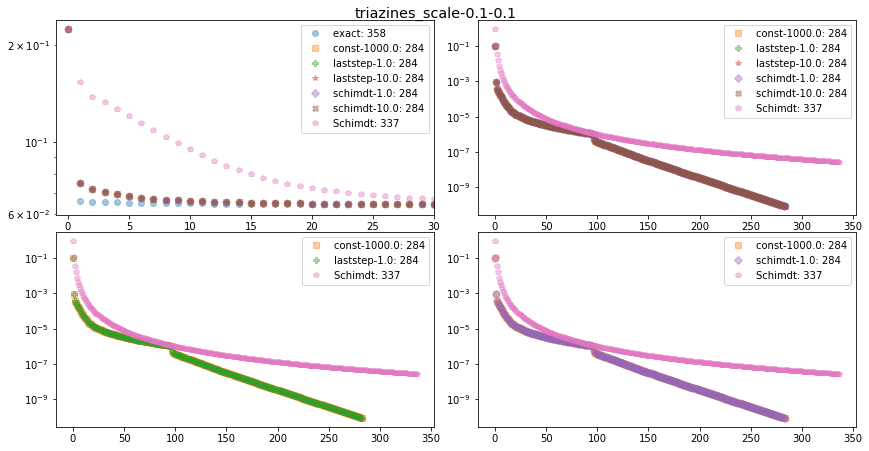 triazines_scale-0.1-0.1
2 × 10⁻¹
10⁻¹
6 × 10⁻²
0 5 10 15 20 25 30
exact: 358
const-1000.0: 284
laststep-1.0: 284
laststep-10.0: 284
schimdt-1.0: 284
schimdt-10.0: 284
Schimdt: 337
10⁻¹
10⁻³
10⁻⁵
10⁻⁷
10⁻⁹
0 50 100 150 200 250 300 350
const-1000.0: 284
laststep-1.0: 284
laststep-10.0: 284
schimdt-1.0: 284
schimdt-10.0: 284
Schimdt: 337
10⁻¹
10⁻³
10⁻⁵
10⁻⁷
10⁻⁹
0 50 100 150 200 250 300 350
const-1000.0: 284
laststep-1.0: 284
Schimdt: 337
10⁻¹
10⁻³
10⁻⁵
10⁻⁷
10⁻⁹
0 50 100 150 200 250 300 350
const-1000.0: 284
schimdt-1.0: 284
Schimdt: 337